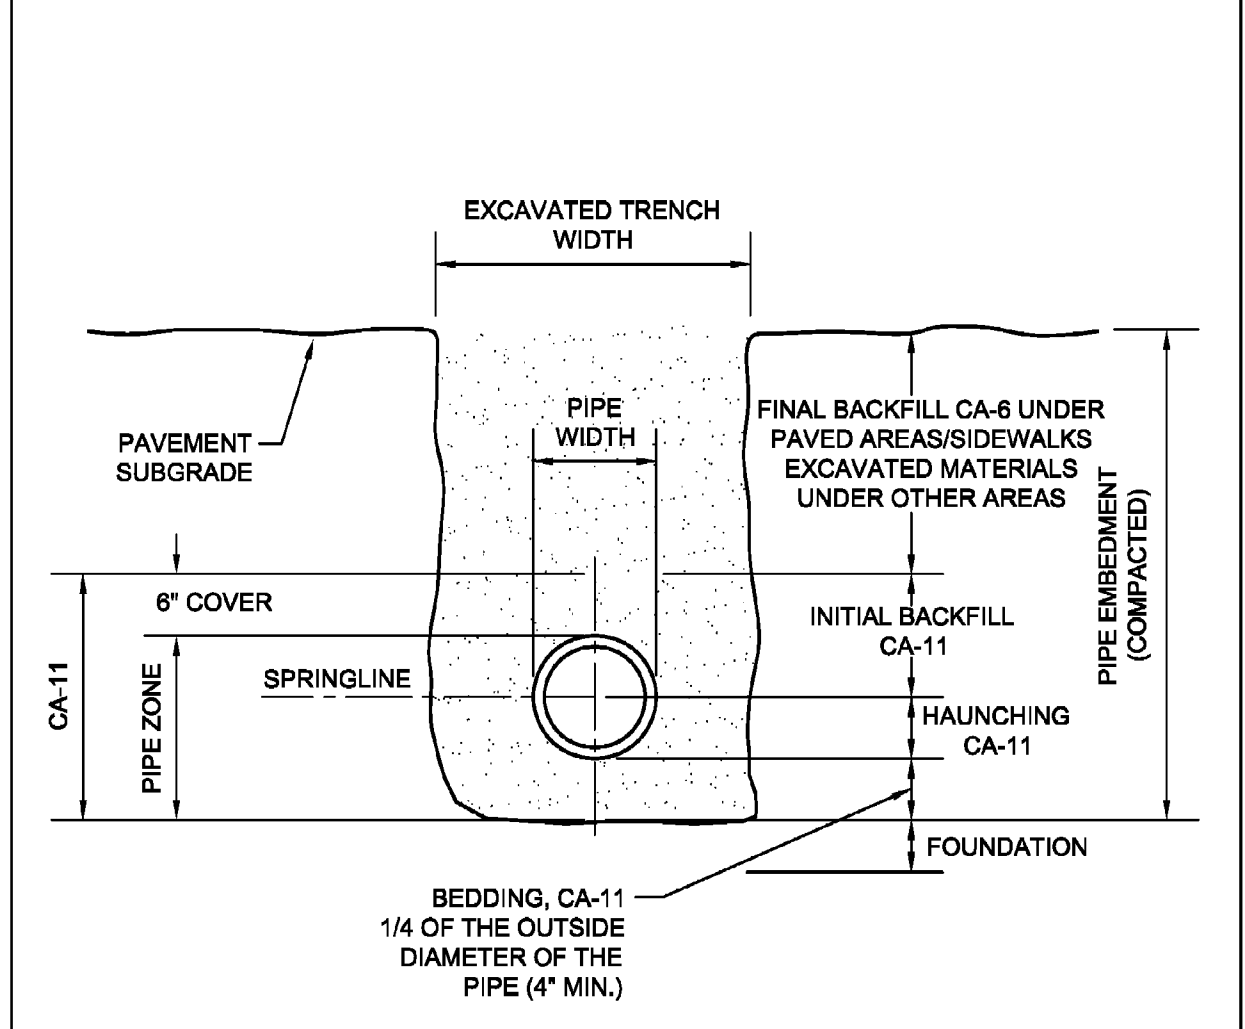 EXCAVATED TRENCH
WIDTH
PIPE
WIDTH
FINAL BACKFILL CA-6 UNDER
PAVED AREAS/SIDEWALKS
EXCAVATED MATERIALS
UNDER OTHER AREAS
PAVEMENT
SUBGRADE
PIPE EMBEDMENT
(COMPACTED)
6" COVER
INITIAL BACKFILL
CA-11
CA-11
PIPE ZONE
SPRINGLINE
HAUNCHING
CA-11
FOUNDATION
BEDDING, CA-11
1/4 OF THE OUTSIDE
DIAMETER OF THE
PIPE (4" MIN.)